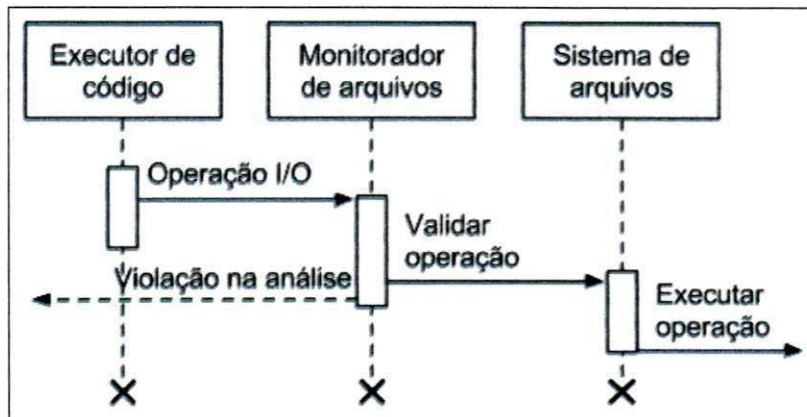 Executor de
código
Monitorador
de arquivos
Sistema de
arquivos
Operação I/O
Validar
operação
Violação na análise
Executar
operação